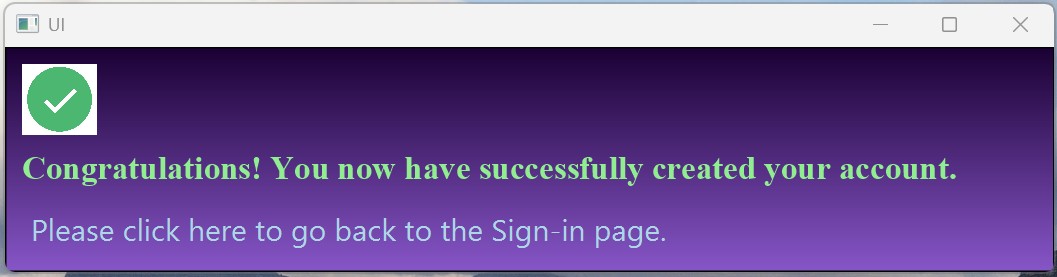 UI
Congratulations! You now have successfully created your account.
Please click here to go back to the Sign-in page.